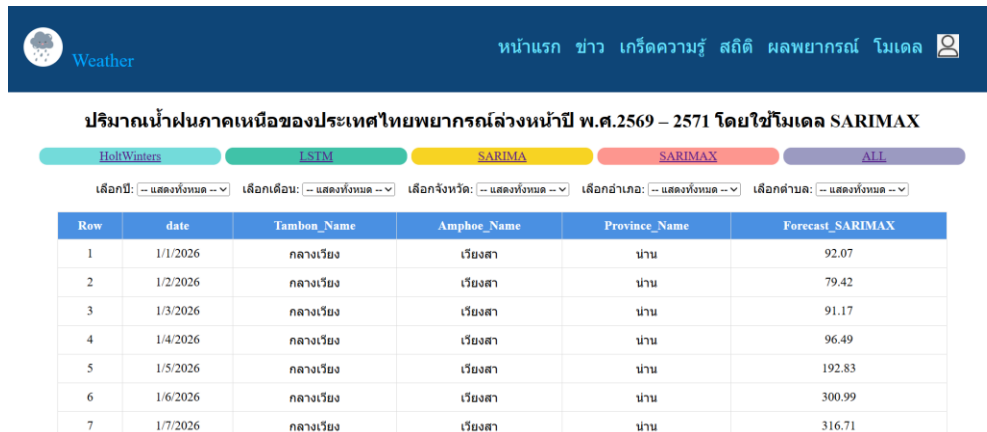 Weather
หน้าแรก ข่าว เกร็ดความรู้ สถิติ ผลพยากรณ์ โมเดล
ปริมาณน้ำฝนภาคเหนือของประเทศไทยพยากรณ์ล่วงหน้าปี พ.ศ.2569 – 2571 โดยใช้โมเดล SARIMAX
HoltWinters LSTM SARIMA SARIMAX ALL
เลือกปี: -- แสดงทั้งหมด -- เลือกเดือน: -- แสดงทั้งหมด -- เลือกจังหวัด: -- แสดงทั้งหมด -- เลือกอำเภอ: -- แสดงทั้งหมด -- เลือกตำบล: -- แสดงทั้งหมด --
Row date Tambon_Name Amphoe_Name Province_Name Forecast_SARIMAX
1 1/1/2026 กลางเวียง เวียงสา น่าน 92.07
2 1/2/2026 กลางเวียง เวียงสา น่าน 79.42
3 1/3/2026 กลางเวียง เวียงสา น่าน 91.17
4 1/4/2026 กลางเวียง เวียงสา น่าน 96.49
5 1/5/2026 กลางเวียง เวียงสา น่าน 192.83
6 1/6/2026 กลางเวียง เวียงสา น่าน 300.99
7 1/7/2026 กลางเวียง เวียงสา น่าน 316.71